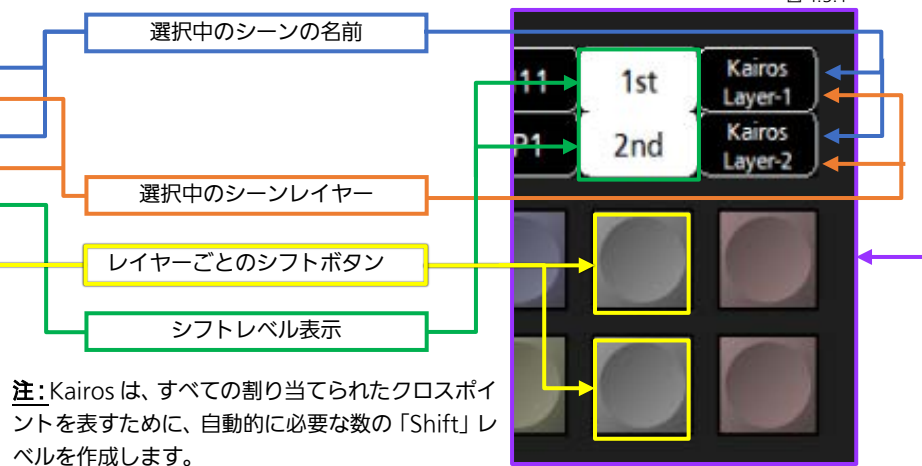 選択中のシーンの名前
選択中のシーンレイヤー
レイヤーごとのシフトボタン
シフトレベル表示
11 1st Kairos Layer-1
P1 2nd Kairos Layer-2
注：Kairos は、すべての割り当てられたクロスポイ
ントを表すために、自動的に必要な数の「Shift」レ
ベルを作成します。